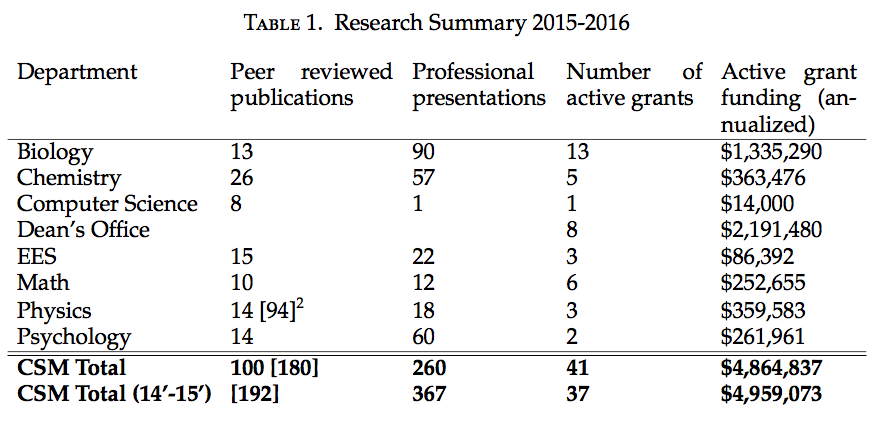 TABLE 1. Research Summary 2015-2016
Department Peer reviewed publications Professional presentations Number of active grants Active grant funding (an-nualized)
Biology 13 90 13 $1,335,290
Chemistry 26 57 5 $363,476
Computer Science 8 1 1 $14,000
Dean's Office 8 $2,191,480
EES 15 22 3 $86,392
Math 10 12 6 $252,655
Physics 14 [94]2 18 3 $359,583
Psychology 14 60 2 $261,961
CSM Total 100 [180] 260 41 $4,864,837
CSM Total (14'-15') [192] 367 37 $4,959,073